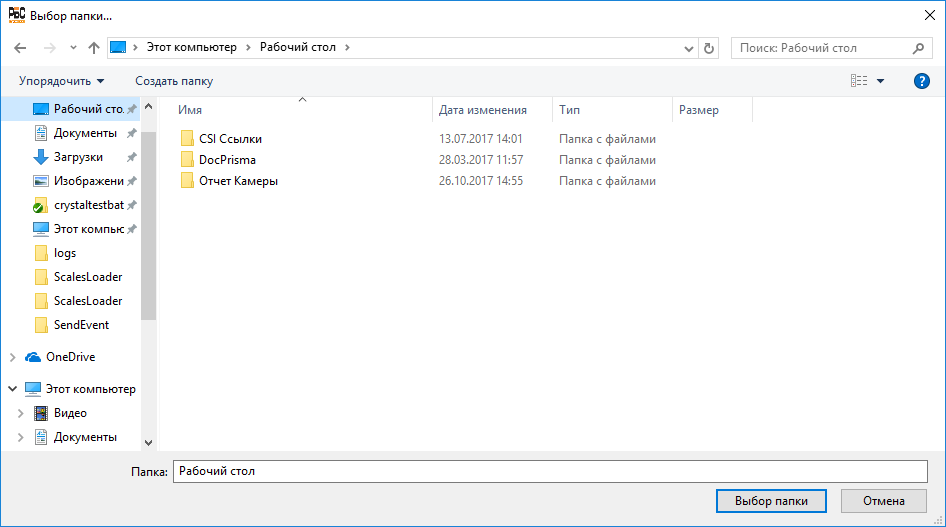 Выбор папки...
Этот компьютер Рабочий стол
Поиск: Рабочий стол
Упорядочить Создать папку
Имя Дата изменения Тип Размер
CSI Ссылки 13.07.2017 14:01 Папка с файлами
DocPrisma 28.03.2017 11:57 Папка с файлами
Отчет Камеры 26.10.2017 14:55 Папка с файлами
Рабочий сто.
Документы
Загрузки
Изображени
crystaltestbat
Этот компьк
logs
ScalesLoader
ScalesLoader
SendEvent
OneDrive
Этот компьютер
Видео
Документы
Папка: Рабочий стол
Выбор папки Отмена